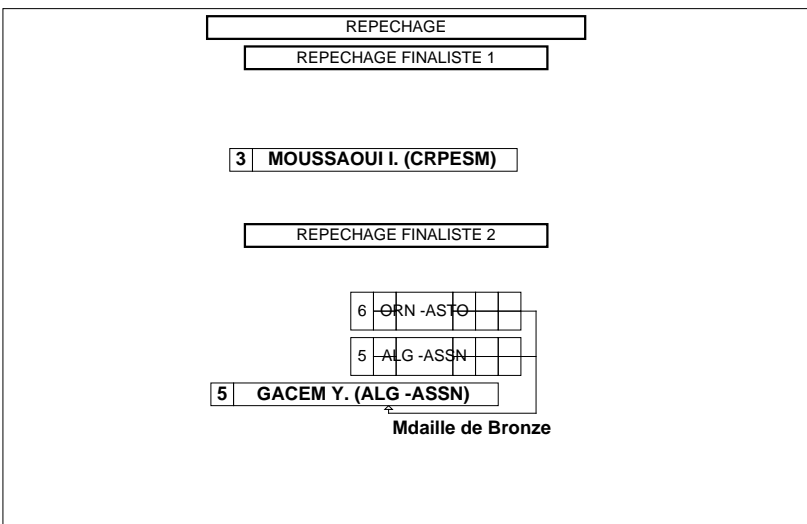 REPECHAGE
REPECHAGE FINALISTE 1
3 MOUSSAOUI I. (CRPESM)
REPECHAGE FINALISTE 2
6 ORN -ASTO
5 ALG -ASSN
5 GACEM Y. (ALG -ASSN)
Mdaille de Bronze